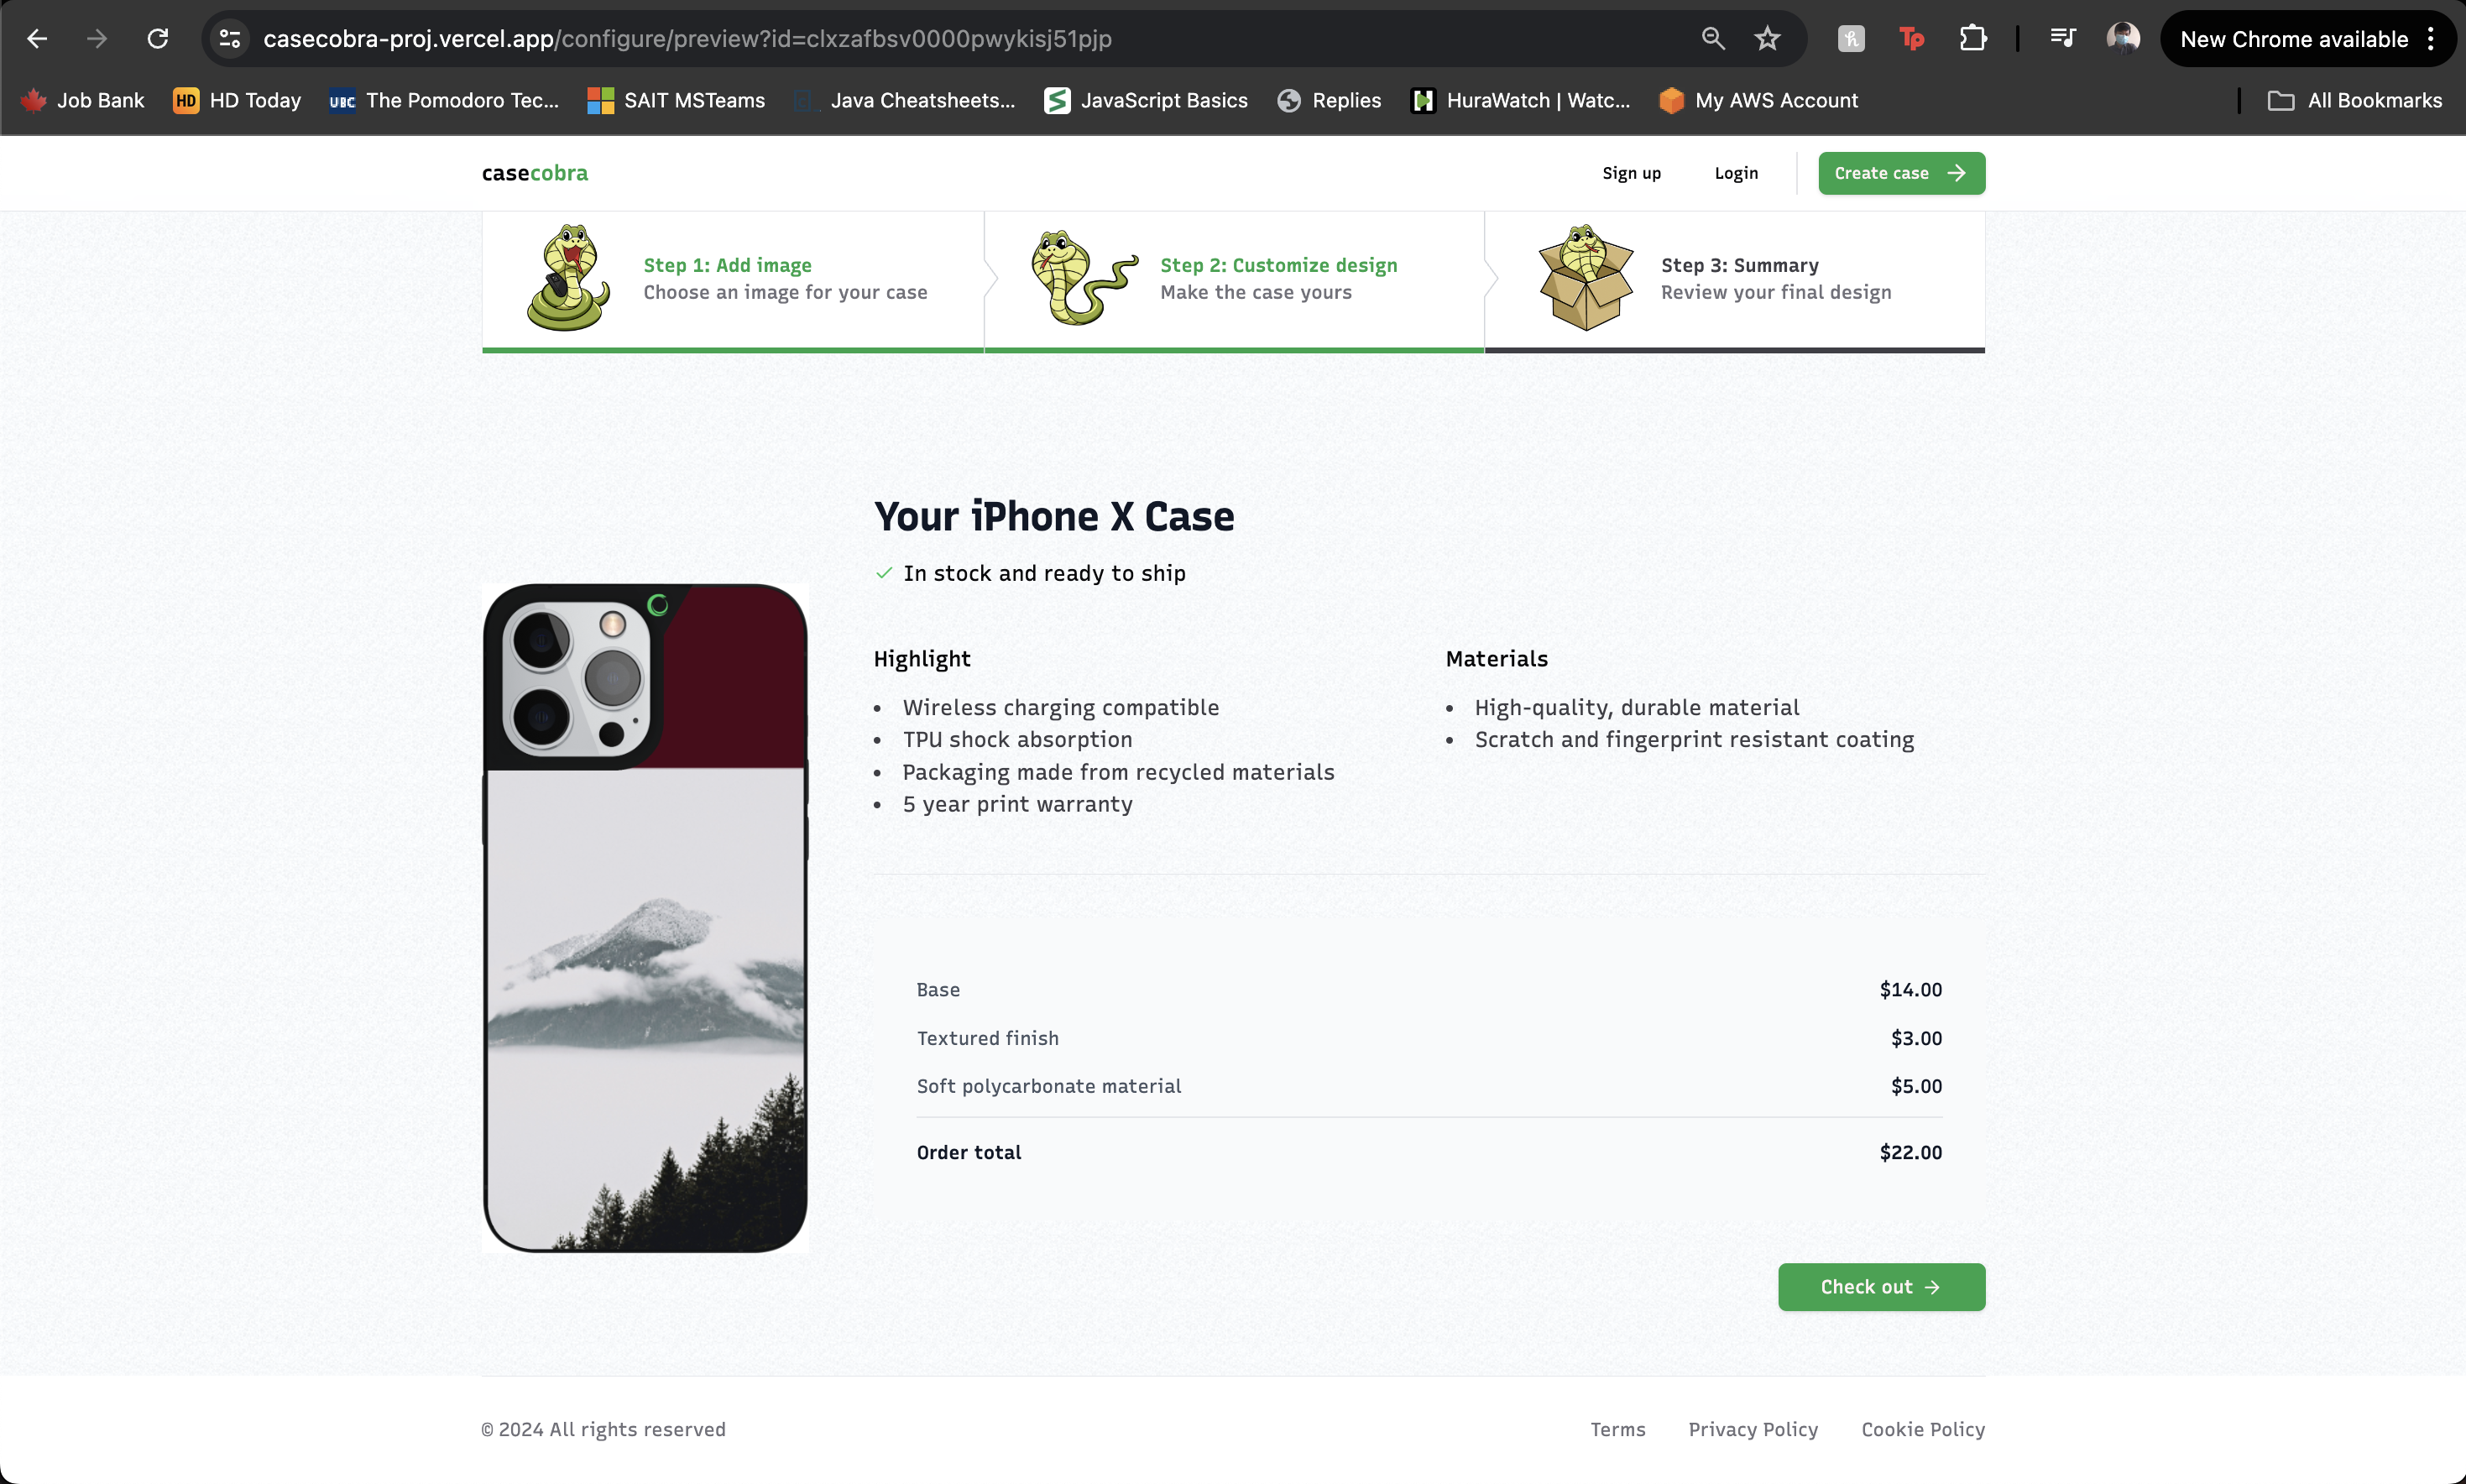 casecobra-proj.vercel.app/configure/preview?id=clxzafbsv0000pwykisj51pjp
New Chrome available
Job Bank HD HD Today UBC The Pomodoro Tec... SAIT MSTeams Java Cheatsheets... JavaScript Basics Replies HuraWatch | Watc... My AWS Account All Bookmarks
casecobra Sign up Login Create case
Step 1: Add image
Choose an image for your case
Step 2: Customize design
Make the case yours
Step 3: Summary
Review your final design
Your iPhone X Case
In stock and ready to ship
Highlight
• Wireless charging compatible
• TPU shock absorption
• Packaging made from recycled materials
• 5 year print warranty
Materials
• High-quality, durable material
• Scratch and fingerprint resistant coating
Base $14.00
Textured finish $3.00
Soft polycarbonate material $5.00
Order total $22.00
Check out
© 2024 All rights reserved Terms Privacy Policy Cookie Policy